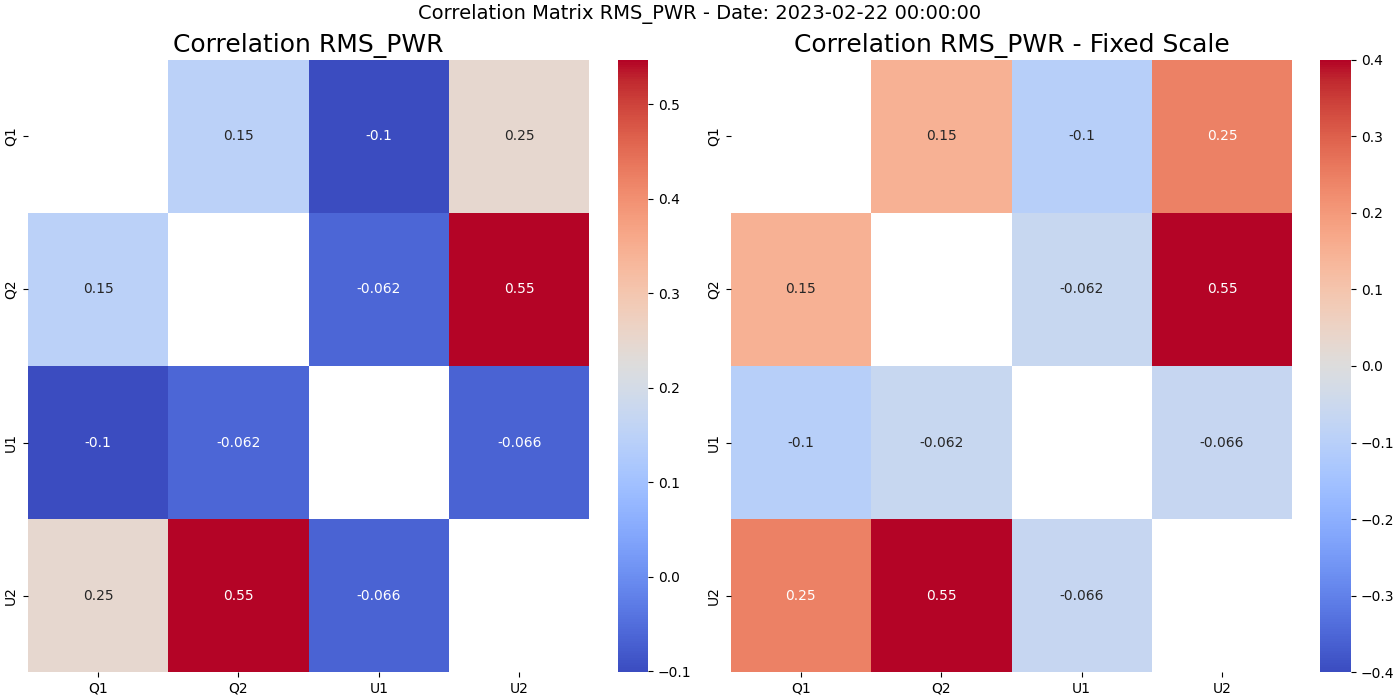 Correlation Matrix RMS_PWR - Date: 2023-02-22 00:00:00
Correlation RMS_PWR
Q1
0.15
-0.1
0.25
Q2
0.15
-0.062
0.55
U1
-0.1
-0.062
-0.066
U2
0.25
0.55
-0.066
Q1
Q2
U1
U2
0.5
0.4
0.3
0.2
0.1
0.0
−0.1
Correlation RMS_PWR - Fixed Scale
Q1
0.15
-0.1
0.25
Q2
0.15
-0.062
0.55
U1
-0.1
-0.062
-0.066
U2
0.25
0.55
-0.066
Q1
Q2
U1
U2
0.4
0.3
0.2
0.1
0.0
−0.1
−0.2
−0.3
−0.4